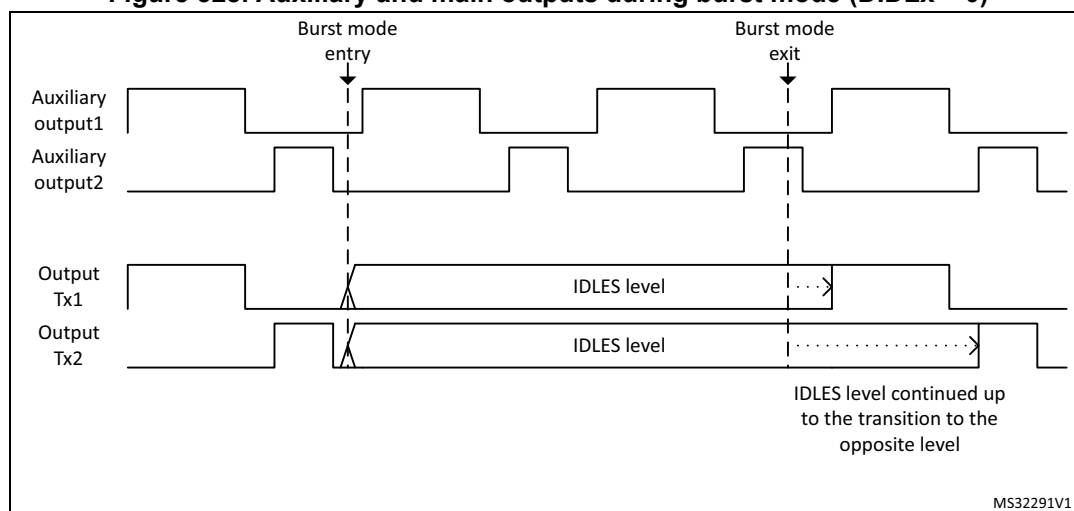 Burst mode
entry
Burst mode
exit
Auxiliary
output1
Auxiliary
output2
Output
Tx1
IDLES level
Output
Tx2
IDLES level
IDLES level continued up
to the transition to the
opposite level
MS32291V1